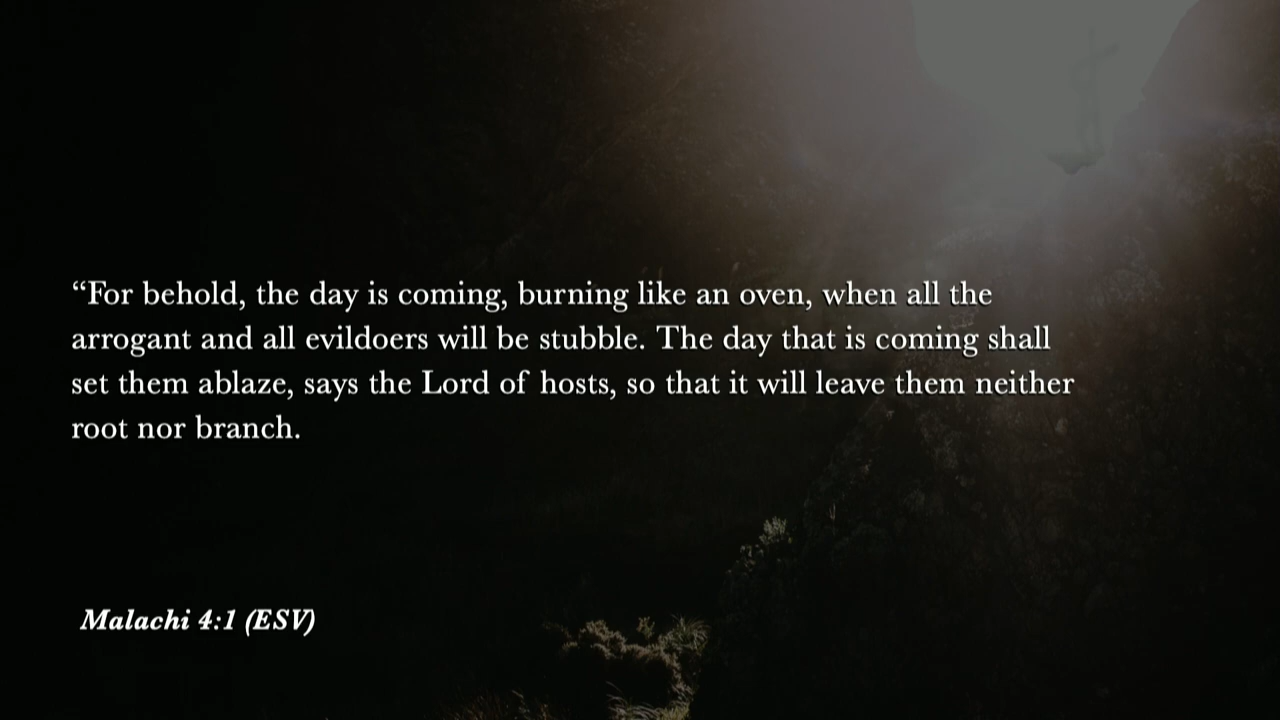 “For behold, the day is coming, burning like an oven, when all the
arrogant and all evildoers will be stubble. The day that is coming shall
set them ablaze, says the Lord of hosts, so that it will leave them neither
root nor branch.
Malachi 4:1 (ESV)